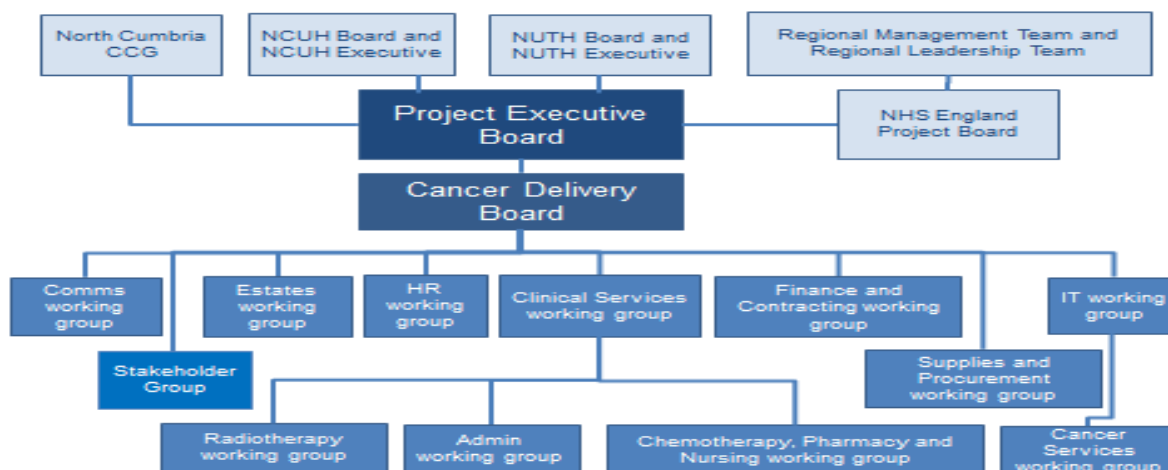 North Cumbria
CCG
NCUH Board and
NCUH Executive
NUTH Board and
NUTH Executive
Regional Management Team and
Regional Leadership Team
Project Executive
Board
NHS England
Project Board
Cancer Delivery
Board
Comms
working
group
Estates
working
group
HR
working
group
Clinical Services
working group
Finance and
Contracting working
group
IT working
group
Stakeholder
Group
Supplies and
Procurement
working group
Radiotherapy
working group
Admin
working group
Chemotherapy, Pharmacy and
Nursing working group
Cancer
Services
working group